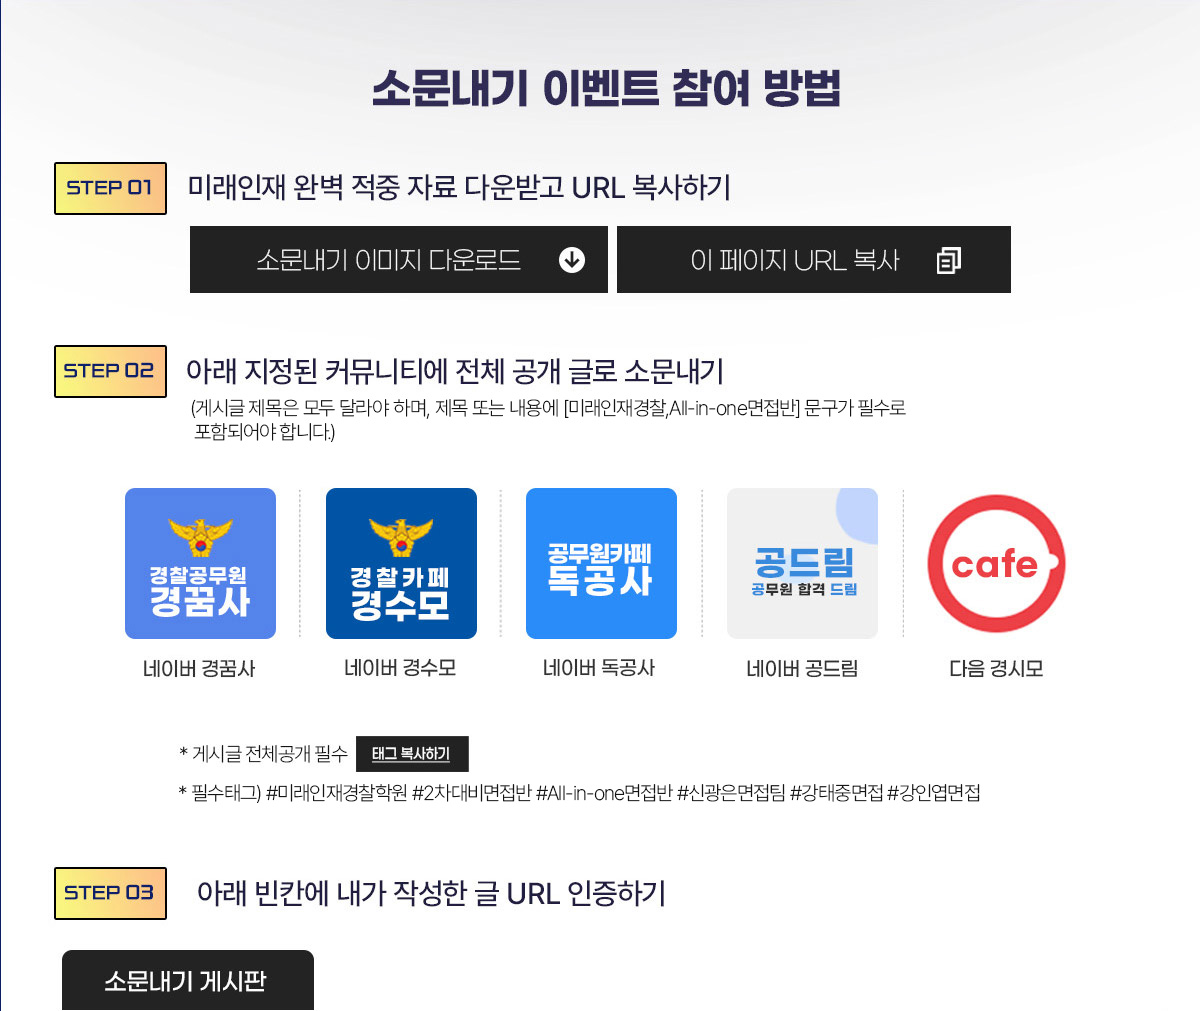 소문내기 이벤트 참여 방법
STEP 01
미래인재 완벽 적중 자료 다운받고 URL 복사하기
소문내기 이미지 다운로드
이 페이지 URL 복사
STEP 02
아래 지정된 커뮤니티에 전체 공개 글로 소문내기
(게시글 제목은 모두 달라야 하며, 제목 또는 내용에 [미래인재경찰,All-in-one면접반] 문구가 필수로
포함되어야 합니다.)
경찰공무원
경꿈사
경찰카페
경수모
공무원카페
독공사
공드림
공무원 합격 드림
cafe
네이버 경꿈사
네이버 경수모
네이버 독공사
네이버 공드림
다음 경시모
* 게시글 전체공개 필수
태그 복사하기
* 필수태그) #미래인재경찰학원 #2차대비면접반 #All-in-one면접반 #신광은면접팀 #강태중면접 #강인엽면접
STEP 03
아래 빈칸에 내가 작성한 글 URL 인증하기
소문내기 게시판